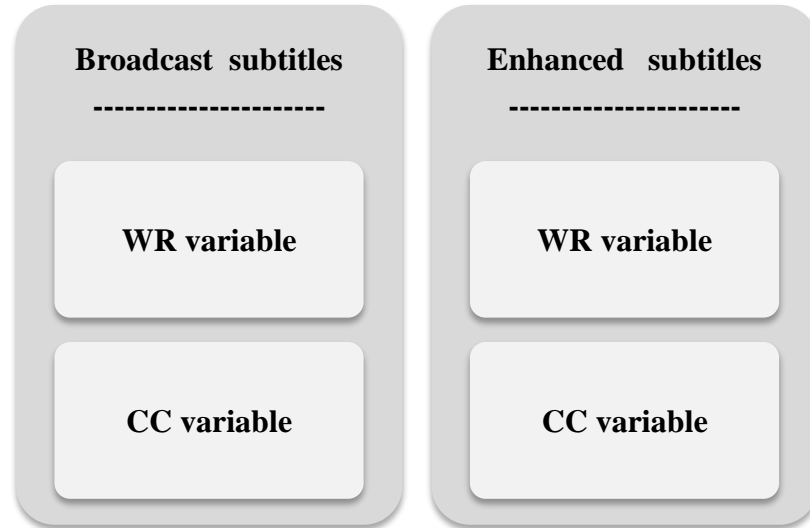 Broadcast subtitles
----------------------
WR variable
CC variable
Enhanced subtitles
----------------------
WR variable
CC variable